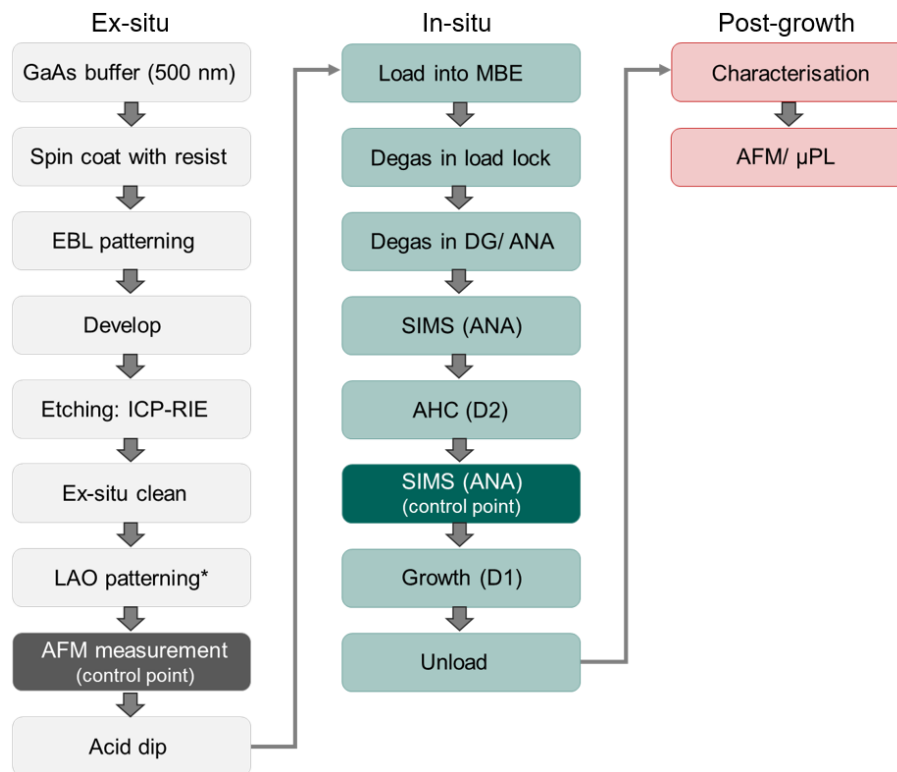 Ex-situ
GaAs buffer (500 nm)
Spin coat with resist
EBL patterning
Develop
Etching: ICP-RIE
Ex-situ clean
LAO patterning*
AFM measurement
(control point)
Acid dip
In-situ
Load into MBE
Degas in load lock
Degas in DG/ ANA
SIMS (ANA)
AHC (D2)
SIMS (ANA)
(control point)
Growth (D1)
Unload
Post-growth
Characterisation
AFM/ µPL